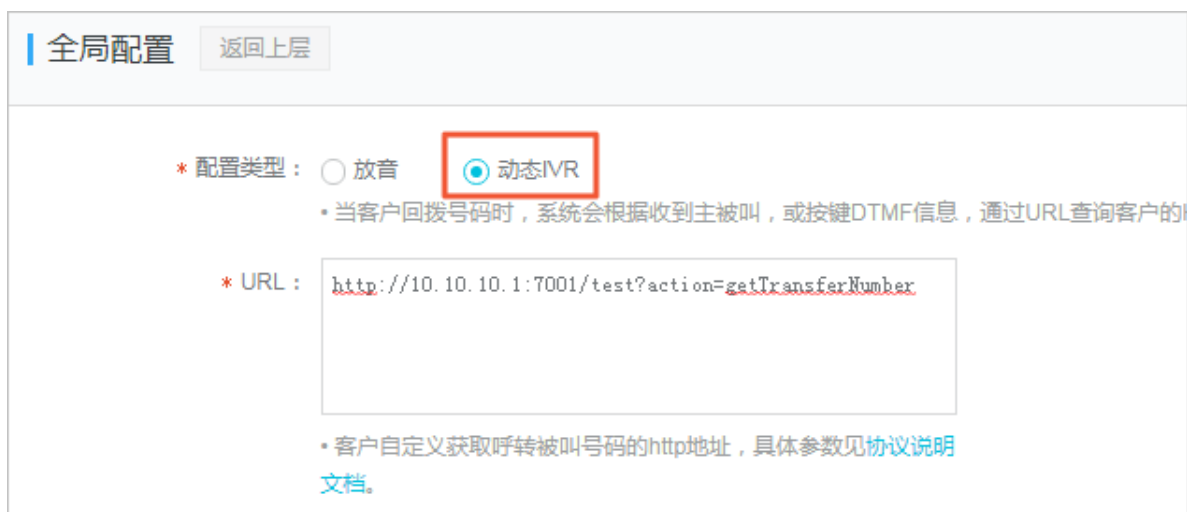 全局配置 返回上层
* 配置类型： 放音 动态IVR
• 当客户回拨号码时，系统会根据收到主被叫，或按键DTMF信息，通过URL查询客户的
* URL： http://10.10.10.1:7001/test?action=getTransferNumber
• 客户自定义获取呼转被叫号码的http地址，具体参数见协议说明
文档。